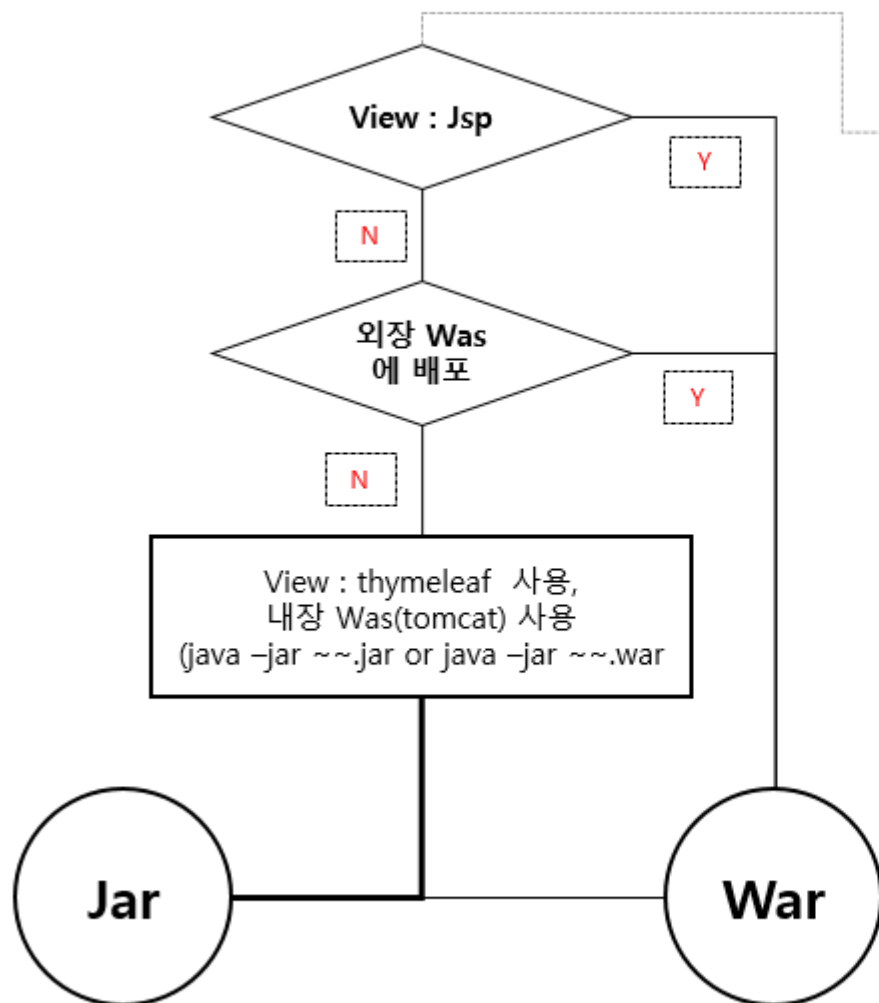 View : Jsp
Y
N
외장 Was
에 배포
Y
N
View : thymeleaf 사용,
내장 Was(tomcat) 사용
(java –jar ~~.jar or java –jar ~~.war
Jar
War